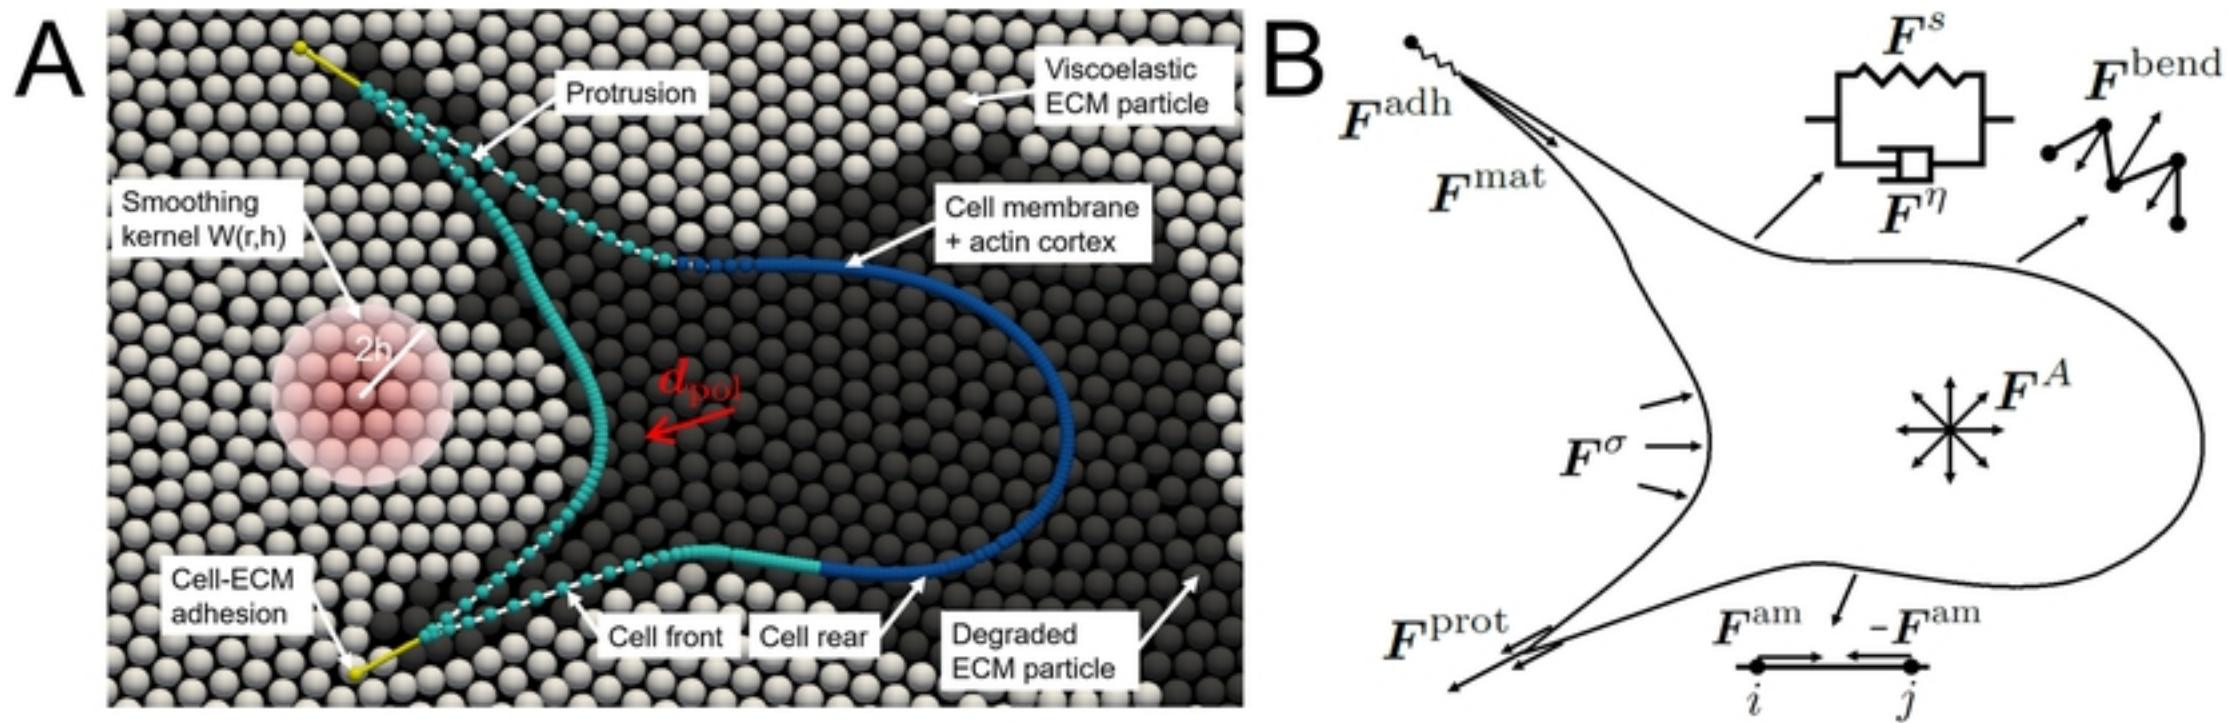 A
Protrusion
Viscoelastic
ECM particle
Smoothing
kernel W(r,h)
Cell membrane
+ actin cortex
2h
d_pol
Cell-ECM
adhesion
Cell front
Cell rear
Degraded
ECM particle
B
F^s
F^bend
F^adh
F^mat
F^η
F^A
F^σ
F^prot
F^am
-F^am
i
j